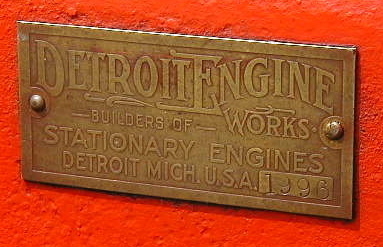 DETROIT ENGINE
BUILDERS OF WORKS
STATIONARY ENGINES
DETROIT MICH. U.S.A. 1996